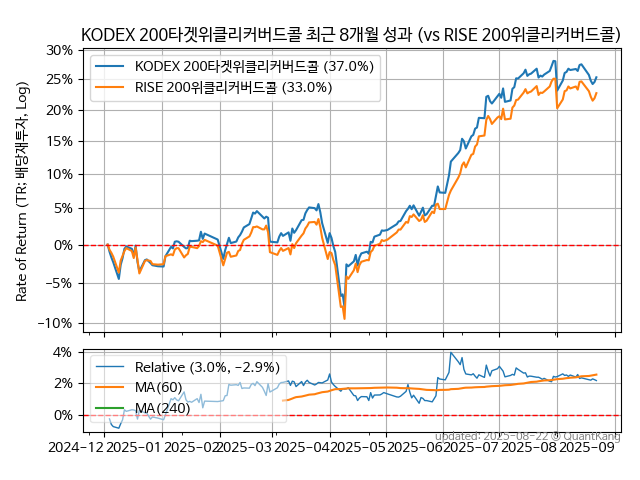 KODEX 200타겟위클리커버드콜 최근 8개월 성과 (vs RISE 200위클리커버드콜)
Rate of Return (TR: 배당재투자, Log)
30%
25%
20%
15%
10%
5%
0%
−5%
−10%
KODEX 200타겟위클리커버드콜 (37.0%)
RISE 200위클리커버드콜 (33.0%)
4%
2%
0%
Relative (3.0%, −2.9%)
MA(60)
MA(240)
updated: 2025-08-22 © QuantKang
2024-12 2025-01 2025-02 2025-03 2025-04 2025-05 2025-06 2025-07 2025-08 2025-09